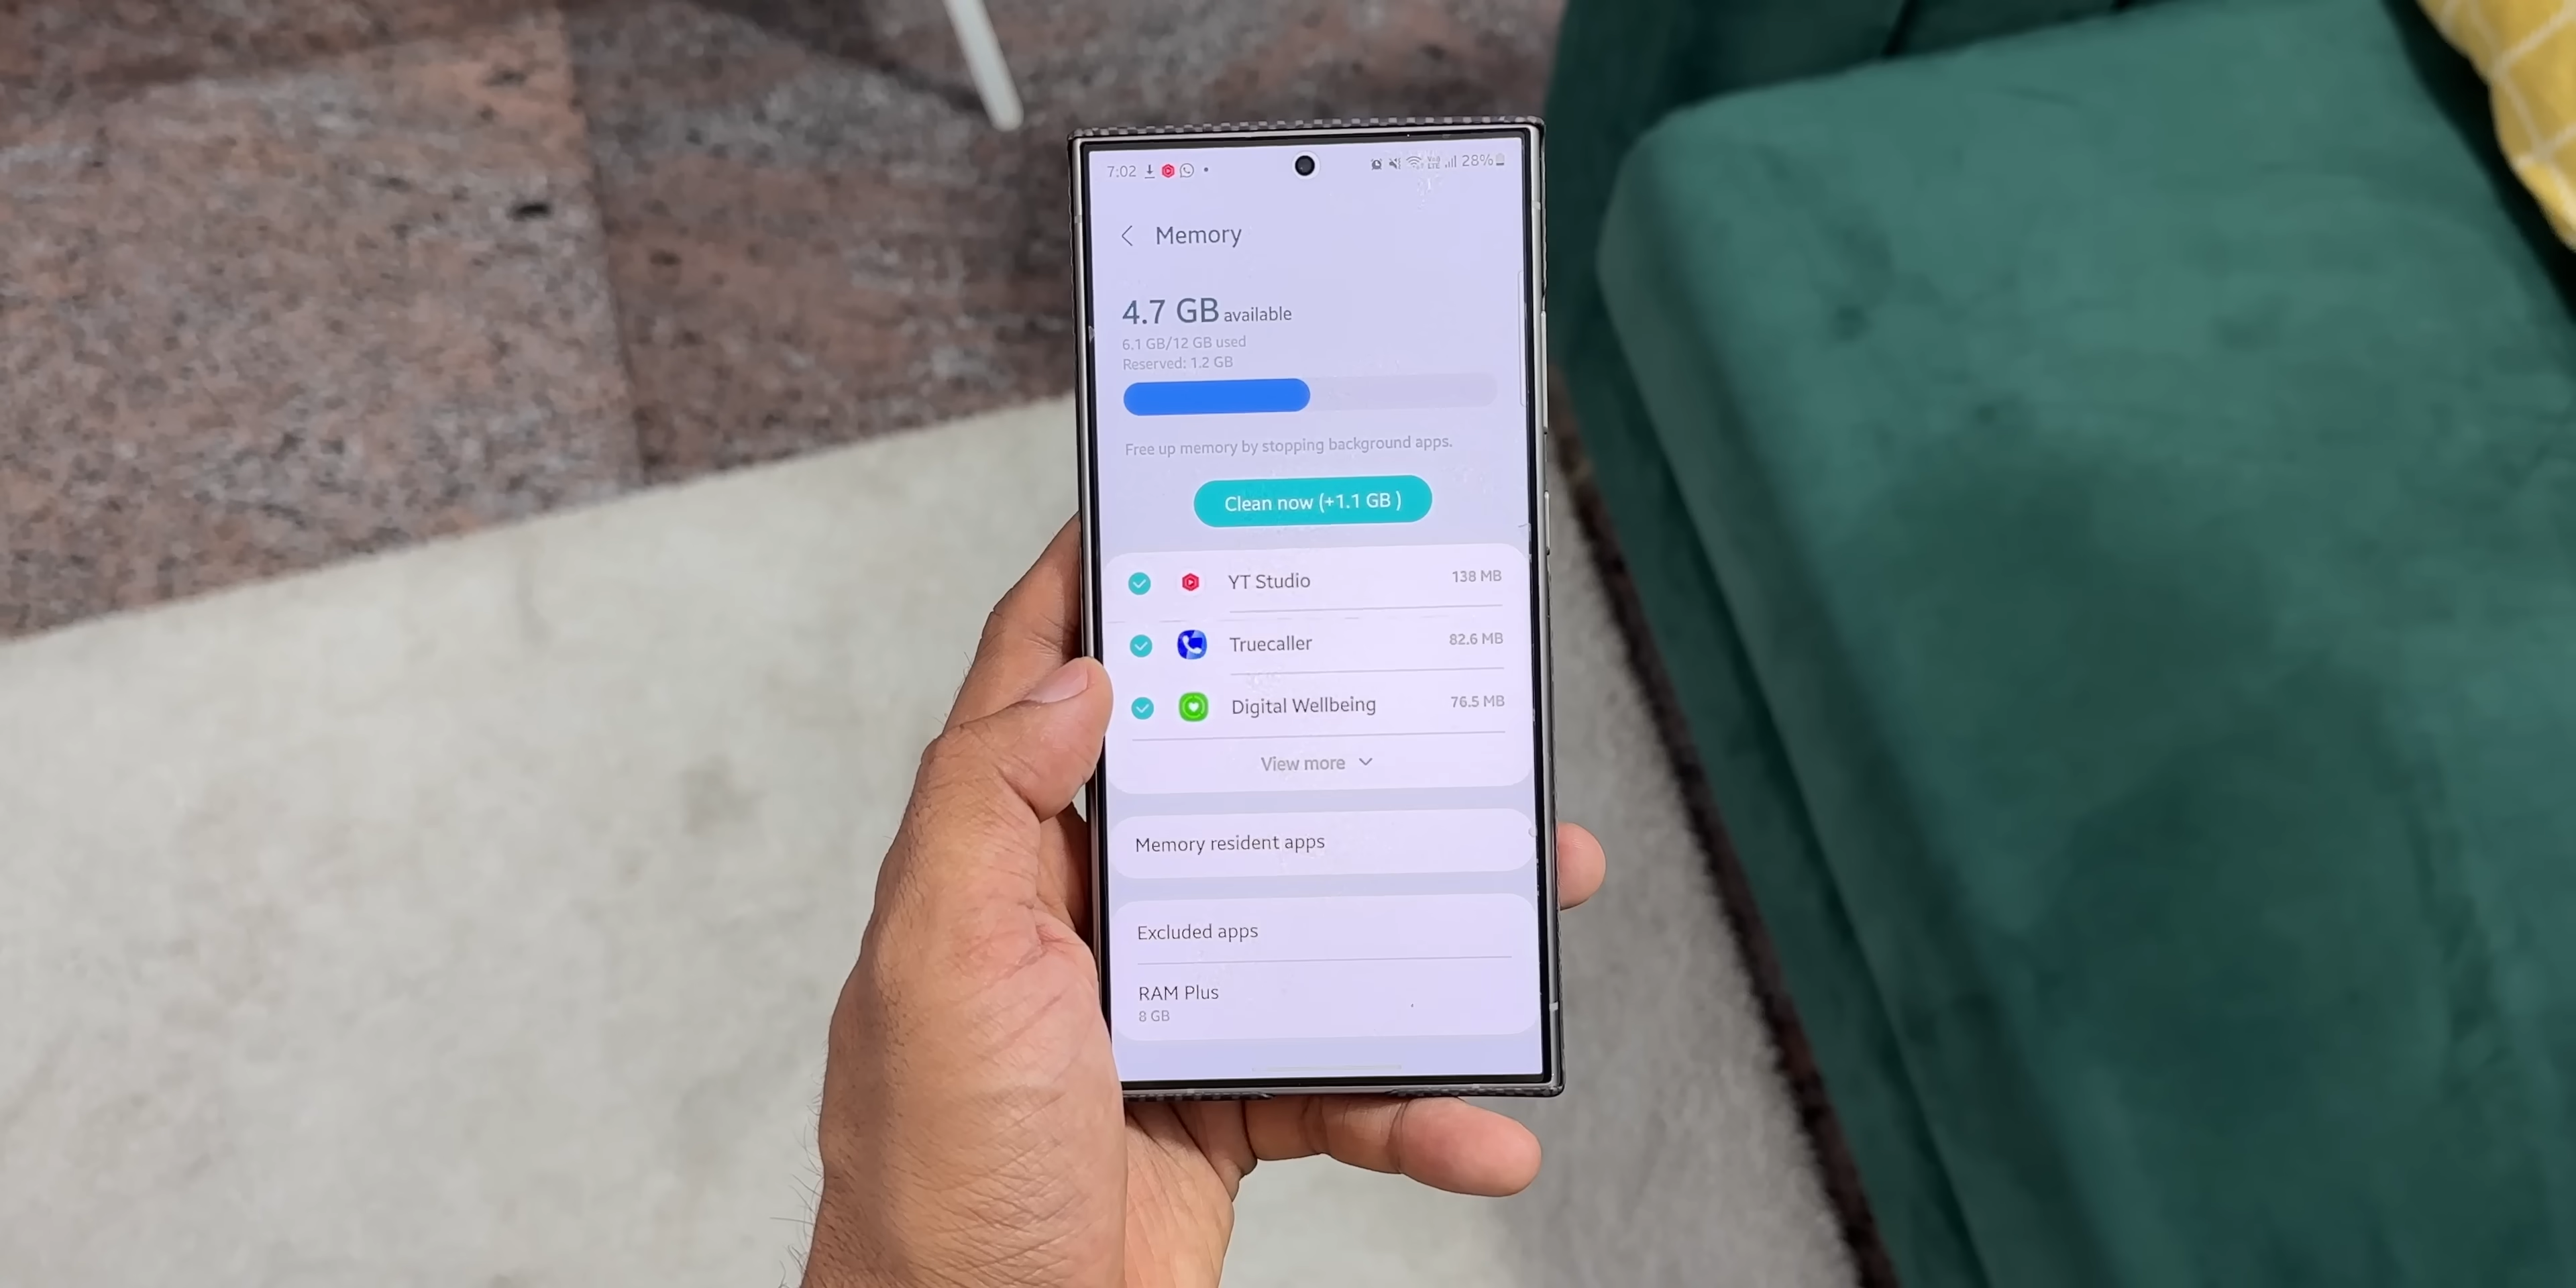 7:02
28%
Memory
4.7 GB available
6.1 GB/12 GB used
Reserved: 1.2 GB
Free up memory by stopping background apps.
Clean now (+1.1 GB )
YT Studio 138 MB
Truecaller 82.6 MB
Digital Wellbeing 76.5 MB
View more
Memory resident apps
Excluded apps
RAM Plus
8 GB